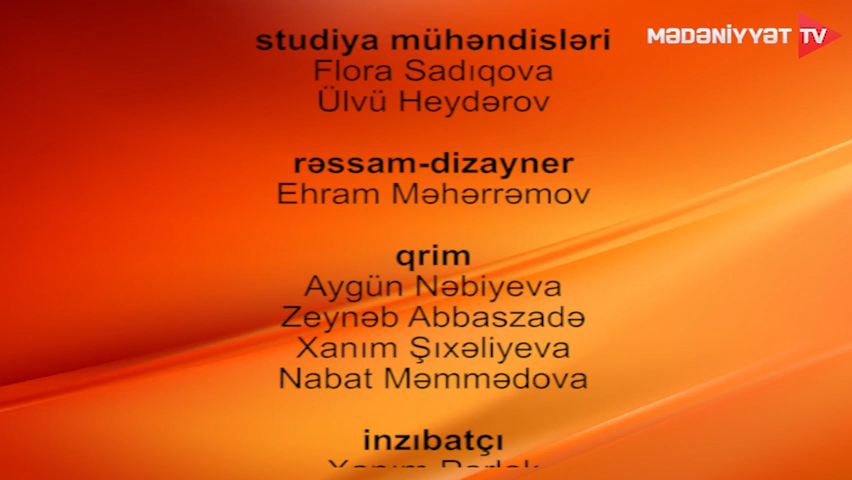 MƏDƏNİYYƏT TV
studiya mühəndisləri
Flora Sadıqova
Ülvü Heydərov
rəssam-dizayner
Ehram Məhərrəmov
qrim
Aygün Nəbiyeva
Zeynəb Abbaszadə
Xanım Şıxəliyeva
Nabat Məmmədova
inzıbatçı